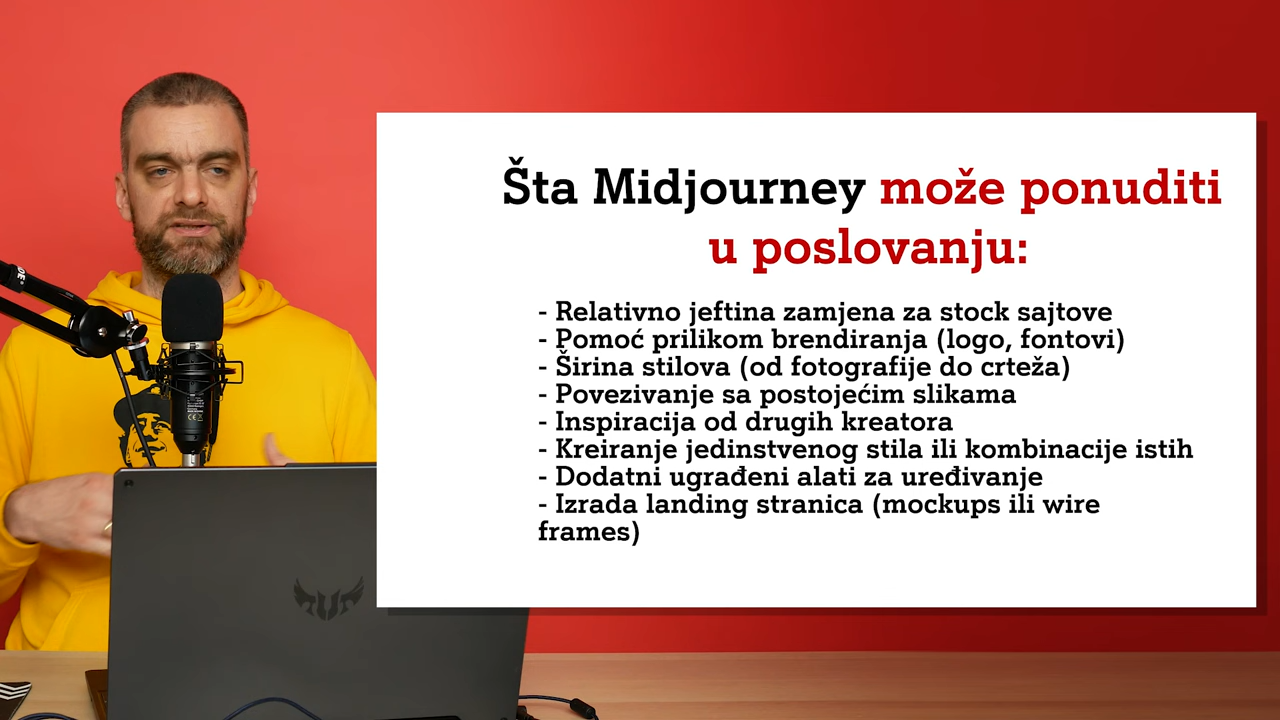 Šta Midjourney može ponuditi
u poslovanju:
- Relativno jeftina zamjena za stock sajtove
- Pomoć prilikom brendiranja (logo, fontovi)
- Širina stilova (od fotografije do crteža)
- Povezivanje sa postojećim slikama
- Inspiracija od drugih kreatora
- Kreiranje jedinstvenog stila ili kombinacije istih
- Dodatni ugrađeni alati za uređivanje
- Izrada landing stranica (mockups ili wire
frames)
TUF